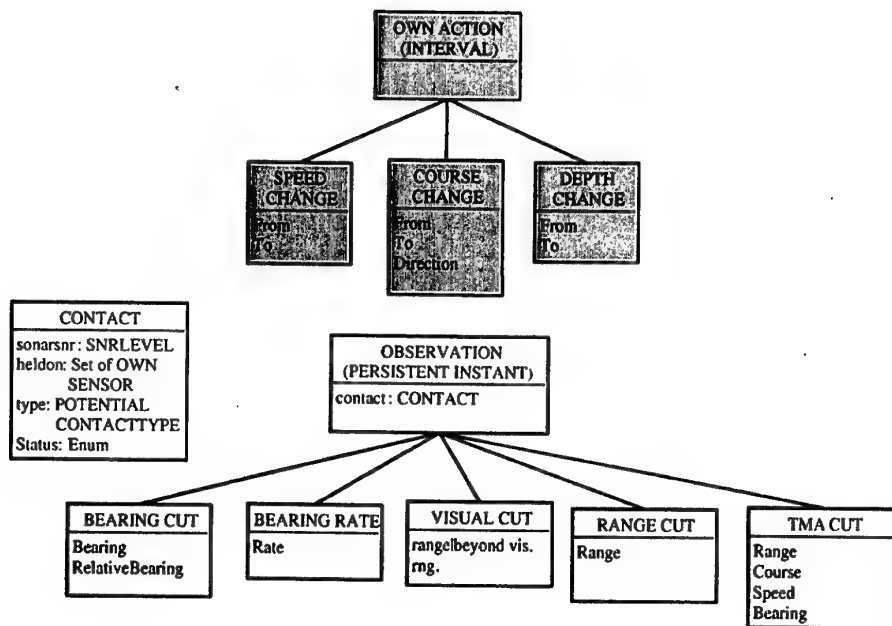 OWN ACTION
(INTERVAL)
SPEED
CHANGE
From
To
COURSE
CHANGE
From
To
Direction
DEPTH
CHANGE
From
To
CONTACT
sonarsnr: SNRLEVEL
heldon: Set of OWN
SENSOR
type: POTENTIAL
CONTACTTYPE
Status: Enum
OBSERVATION
(PERSISTENT INSTANT)
contact: CONTACT
BEARING CUT
Bearing
RelativeBearing
BEARING RATE
Rate
VISUAL CUT
range|beyond vis.
rng.
RANGE CUT
Range
TMA CUT
Range
Course
Speed
Bearing